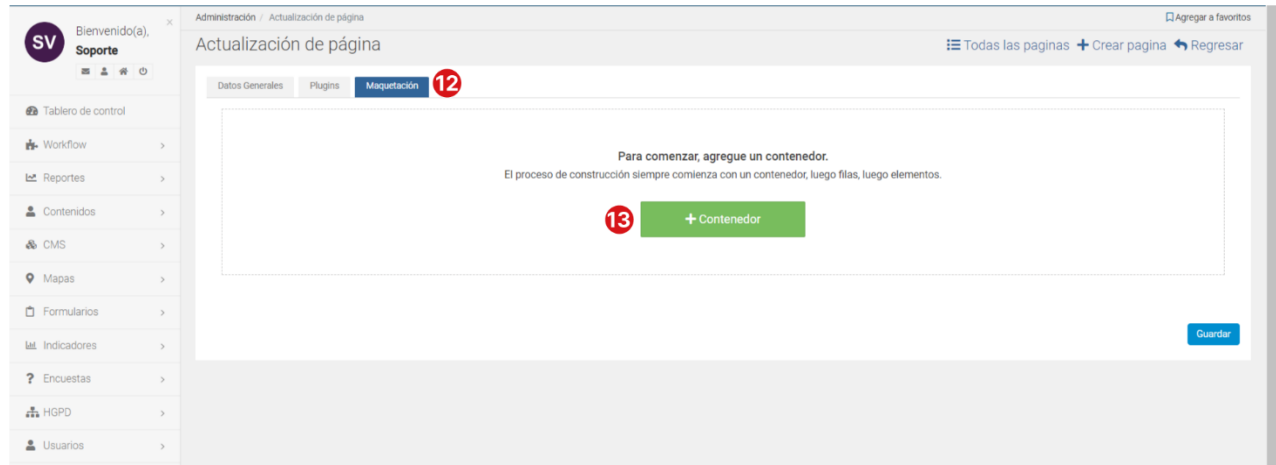 SV
Bienvenido(a),
Soporte
×
Tablero de control
Workflow
Reportes
Contenidos
CMS
Mapas
Formularios
Indicadores
Encuestas
HGPD
Usuarios
Administración / Actualización de página
Agregar a favoritos
Actualización de página
Todas las paginas + Crear pagina Regresar
Datos Generales Plugins Maquetación 12
Para comenzar, agregue un contenedor.
El proceso de construcción siempre comienza con un contenedor, luego filas, luego elementos.
13 + Contenedor
Guardar